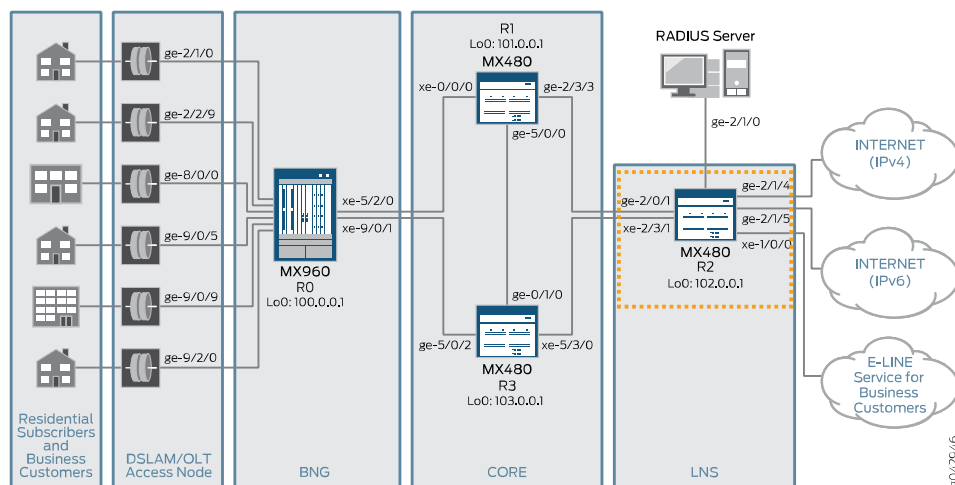 ge-2/1/0
ge-2/2/9
ge-8/0/0
ge-9/0/5
ge-9/0/9
ge-9/2/0
Residential
Subscribers
and
Business
Customers
DSLAM/OLT
Access Node
xe-5/2/0
xe-9/0/1
MX960
R0
Lo0: 100.0.0.1
BNG
R1
Lo0: 101.0.0.1
MX480
xe-0/0/0
ge-2/3/3
ge-5/0/0
ge-0/1/0
ge-5/0/2
xe-5/3/0
MX480
R3
Lo0: 103.0.0.1
CORE
RADIUS Server
ge-2/1/0
ge-2/0/1
xe-2/3/1
ge-2/1/4
ge-2/1/5
xe-1/0/0
MX480
R2
Lo0: 102.0.0.1
LNS
INTERNET
(IPv4)
INTERNET
(IPv6)
E-LINE
Service for
Business
Customers